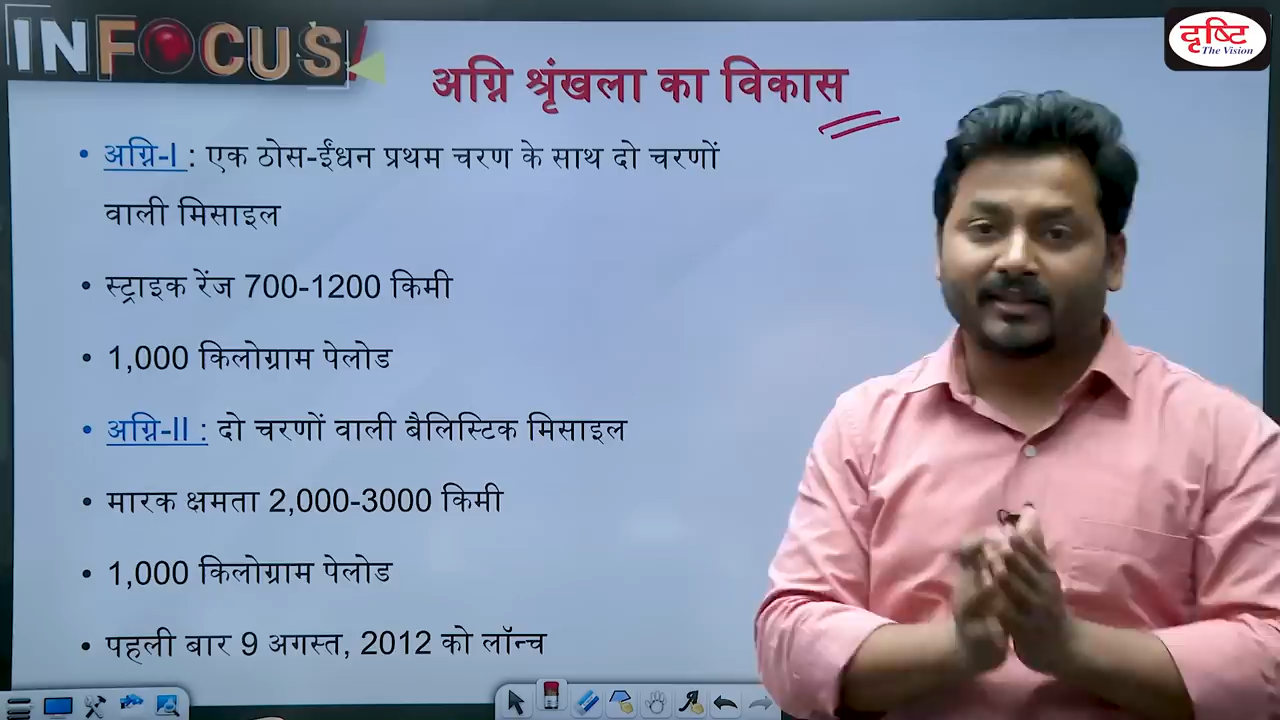 INFOCUS
दृष्टि
The Vision
अग्नि श्रृंखला का विकास
• अग्नि-I : एक ठोस-ईंधन प्रथम चरण के साथ दो चरणों
वाली मिसाइल
• स्ट्राइक रेंज 700-1200 किमी
• 1,000 किलोग्राम पेलोड
• अग्नि-II : दो चरणों वाली बैलिस्टिक मिसाइल
• मारक क्षमता 2,000-3000 किमी
• 1,000 किलोग्राम पेलोड
• पहली बार 9 अगस्त, 2012 को लॉन्च